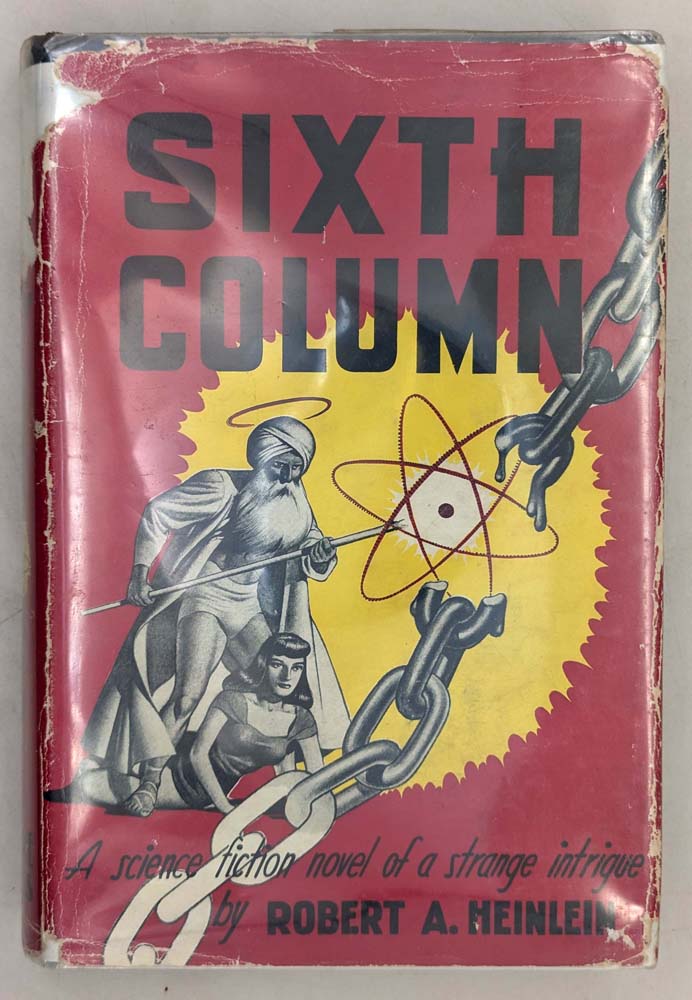 SIXTH
COLUMN
A science fiction novel of a strange intrigue
by ROBERT A. HEINLEIN